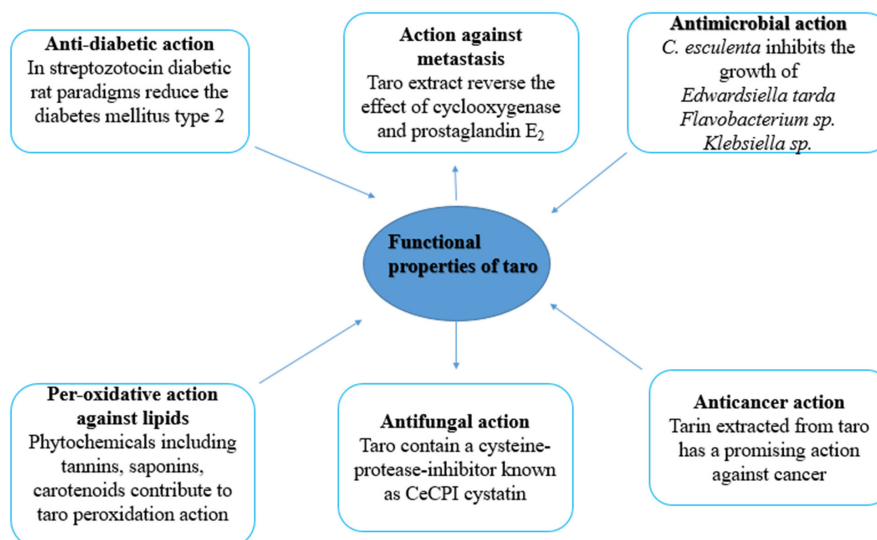 Anti-diabetic action
In streptozotocin diabetic
rat paradigms reduce the
diabetes mellitus type 2
Action against
metastasis
Taro extract reverse the
effect of cyclooxygenase
and prostaglandin E₂
Antimicrobial action
C. esculenta inhibits the
growth of
Edwardsiella tarda
Flavobacterium sp.
Klebsiella sp.
Functional
properties of taro
Per-oxidative action
against lipids
Phytochemicals including
tannins, saponins,
carotenoids contribute to
taro peroxidation action
Antifungal action
Taro contain a cysteine-
protease-inhibitor known
as CeCPI cystatin
Anticancer action
Tarin extracted from taro
has a promising action
against cancer